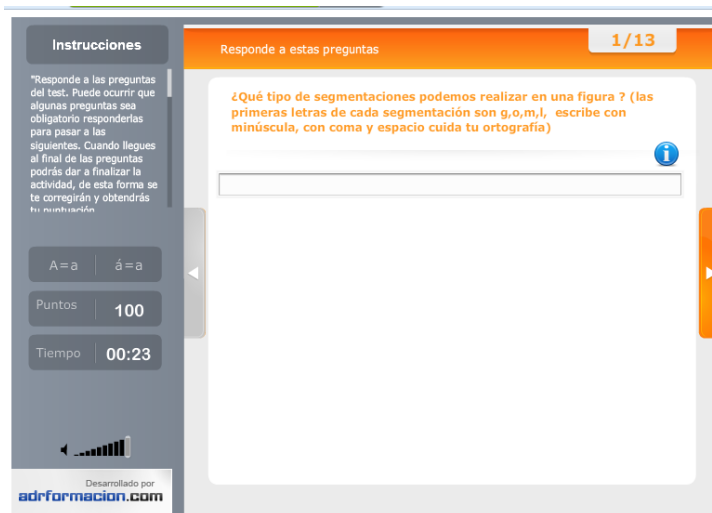 Instrucciones
Responde a estas preguntas
1/13
"Responde a las preguntas
del test. Puede ocurrir que
algunas preguntas sea
obligatorio responderlas
para pasar a las
siguientes. Cuando llegues
al final de las preguntas
podrás dar a finalizar la
actividad, de esta forma se
te corregirán y obtendrás
tu puntuación
¿Qué tipo de segmentaciones podemos realizar en una figura ? (las
primeras letras de cada segmentación son g,o,m,l, escribe con
minúscula, con coma y espacio cuida tu ortografía)
i
A=a á=a
Puntos 100
Tiempo 00:23
Desarrollado por
adrformacion.com